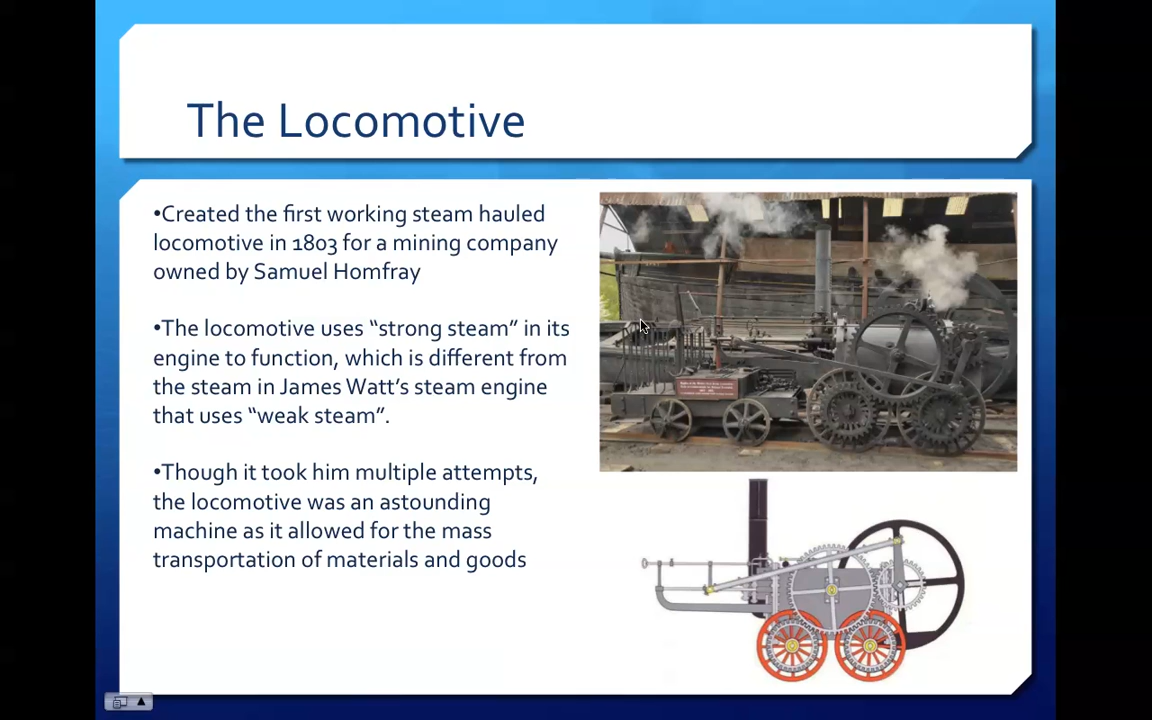 The Locomotive
•Created the first working steam hauled
locomotive in 1803 for a mining company
owned by Samuel Homfray
•The locomotive uses “strong steam” in its
engine to function, which is different from
the steam in James Watt’s steam engine
that uses “weak steam”.
•Though it took him multiple attempts,
the locomotive was an astounding
machine as it allowed for the mass
transportation of materials and goods